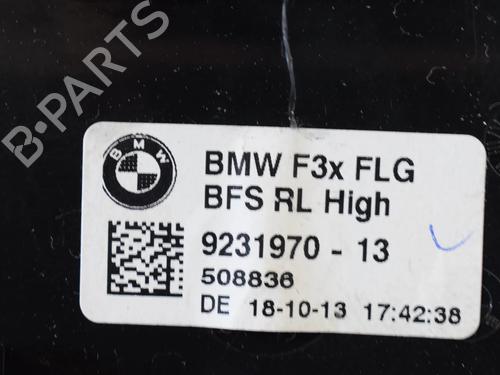 BMW
BMW F3x FLG
BFS RL High
9231970 - 13
508836
DE 18-10-13 17:42:38
B-PARTS